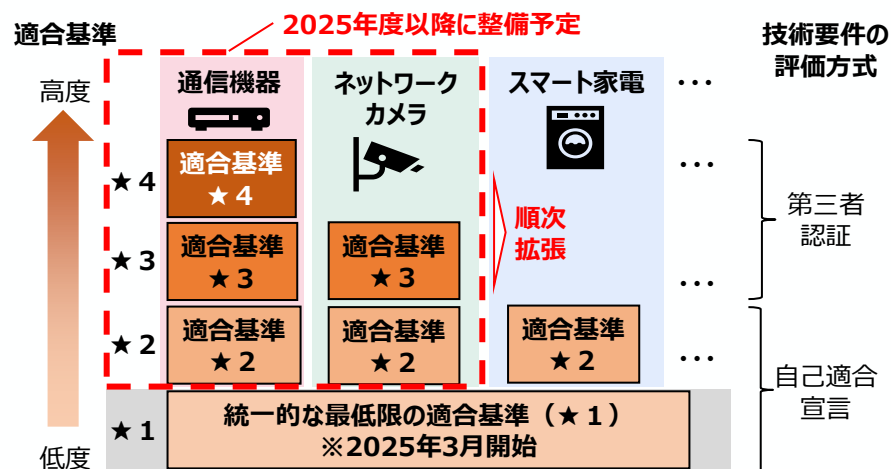 適合基準
2025年度以降に整備予定
技術要件の
評価方式
高度
通信機器
ネットワーク
カメラ
スマート家電
…
★4
適合基準
★4
…
順次
拡張
第三者
認証
★3
適合基準
★3
適合基準
★3
…
★2
適合基準
★2
適合基準
★2
適合基準
★2
…
自己適合
宣言
★1
統一的な最低限の適合基準（★1）
※2025年3月開始
低度